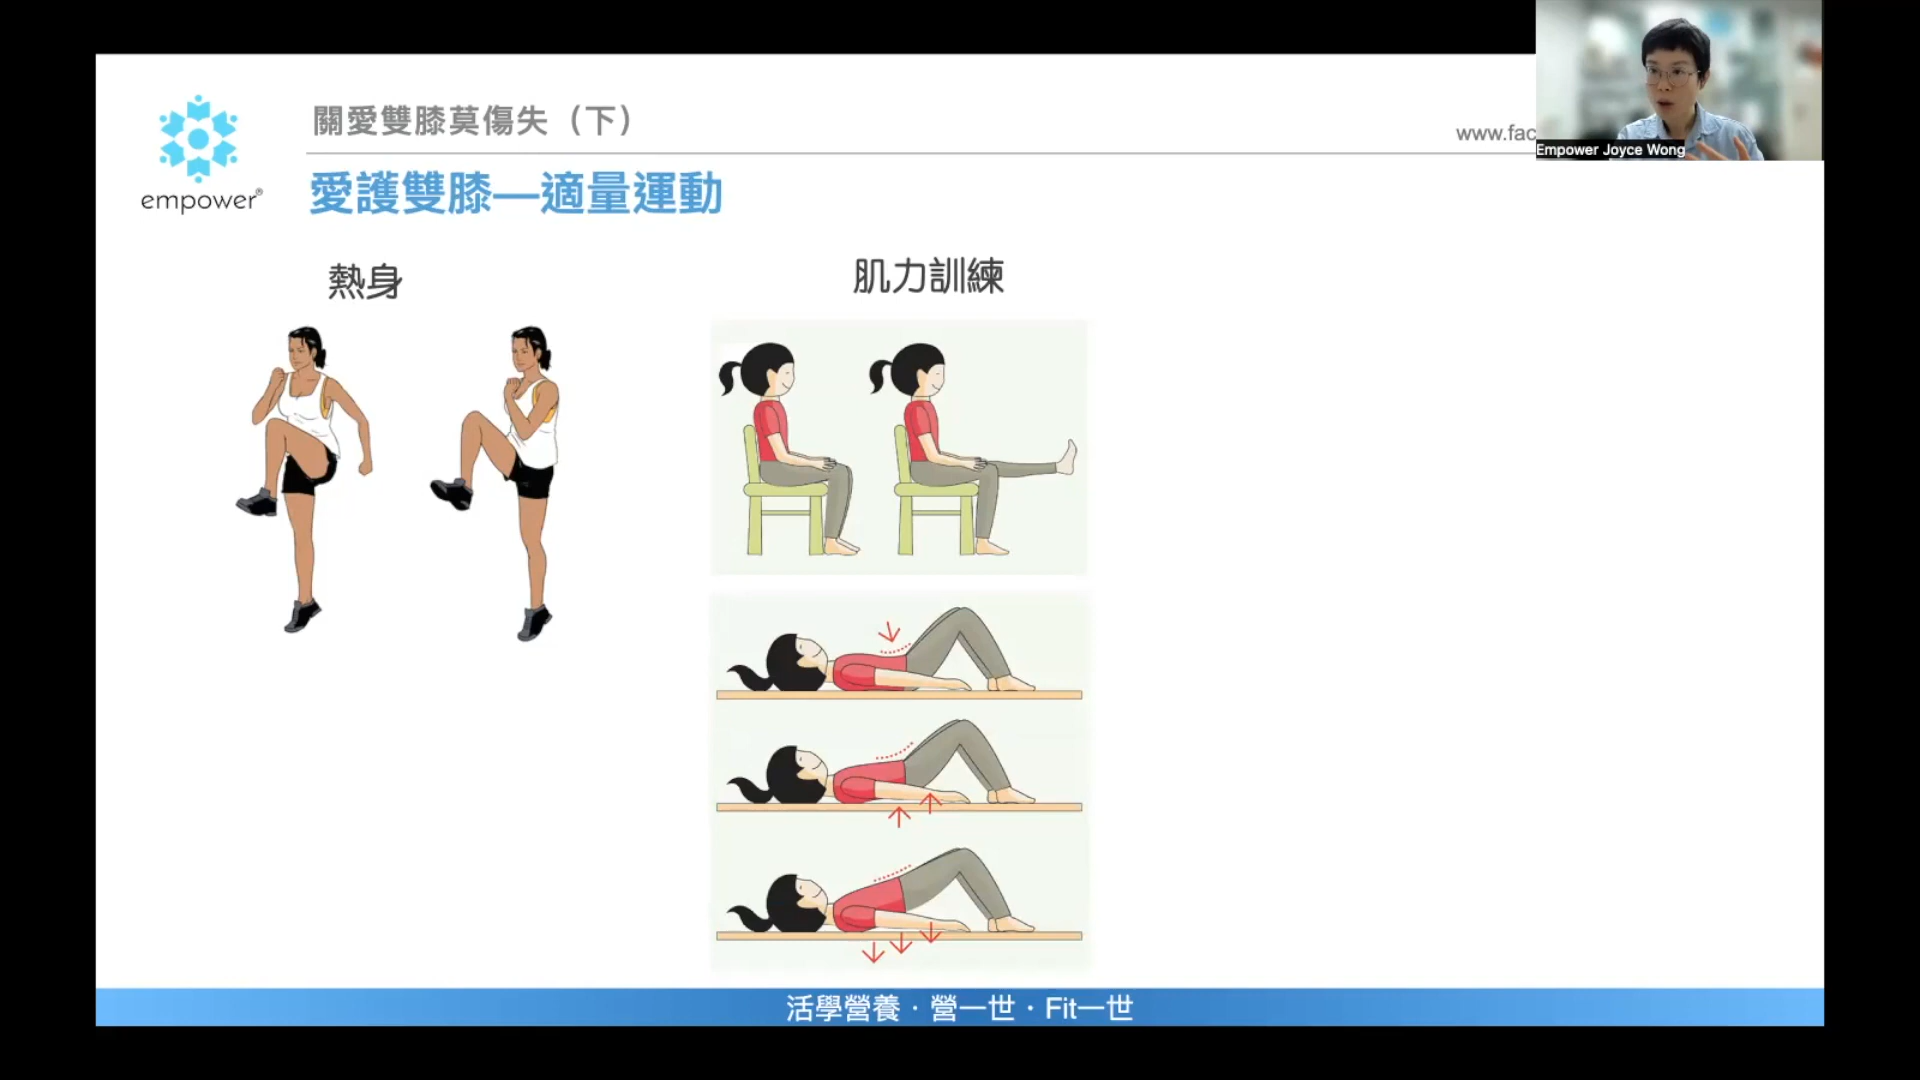 關愛雙膝莫傷失（下）
www.fac
Empower Joyce Wong
empower®
愛護雙膝—適量運動
熱身
肌力訓練
活學營養 · 營一世 · Fit一世